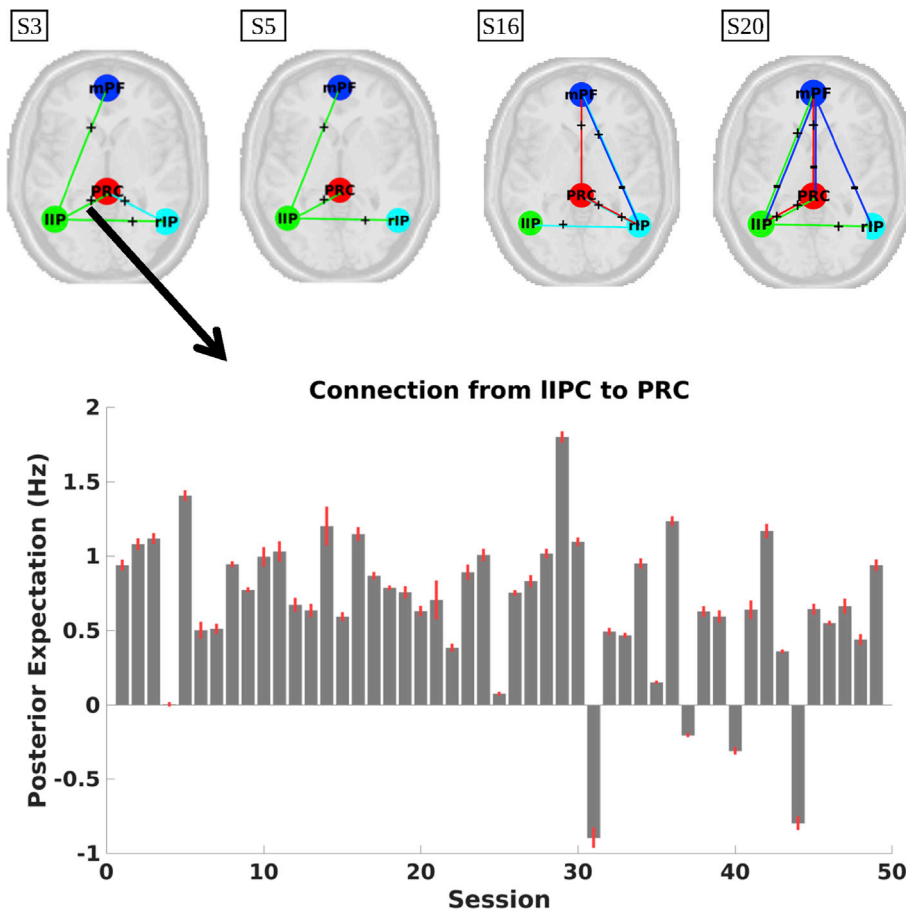 S3 S5 S16 S20
mPF mPF mPF mPF
+ + + + + + -
PRC PRC PRC PRC
+ + + + +
lIP rIP lIP rIP lIP rIP lIP rIP
+ + + + - - - +
Connection from lIPC to PRC
2
1.5
1
0.5
0
-0.5
-1
Posterior Expectation (Hz)
0 10 20 30 40 50
Session